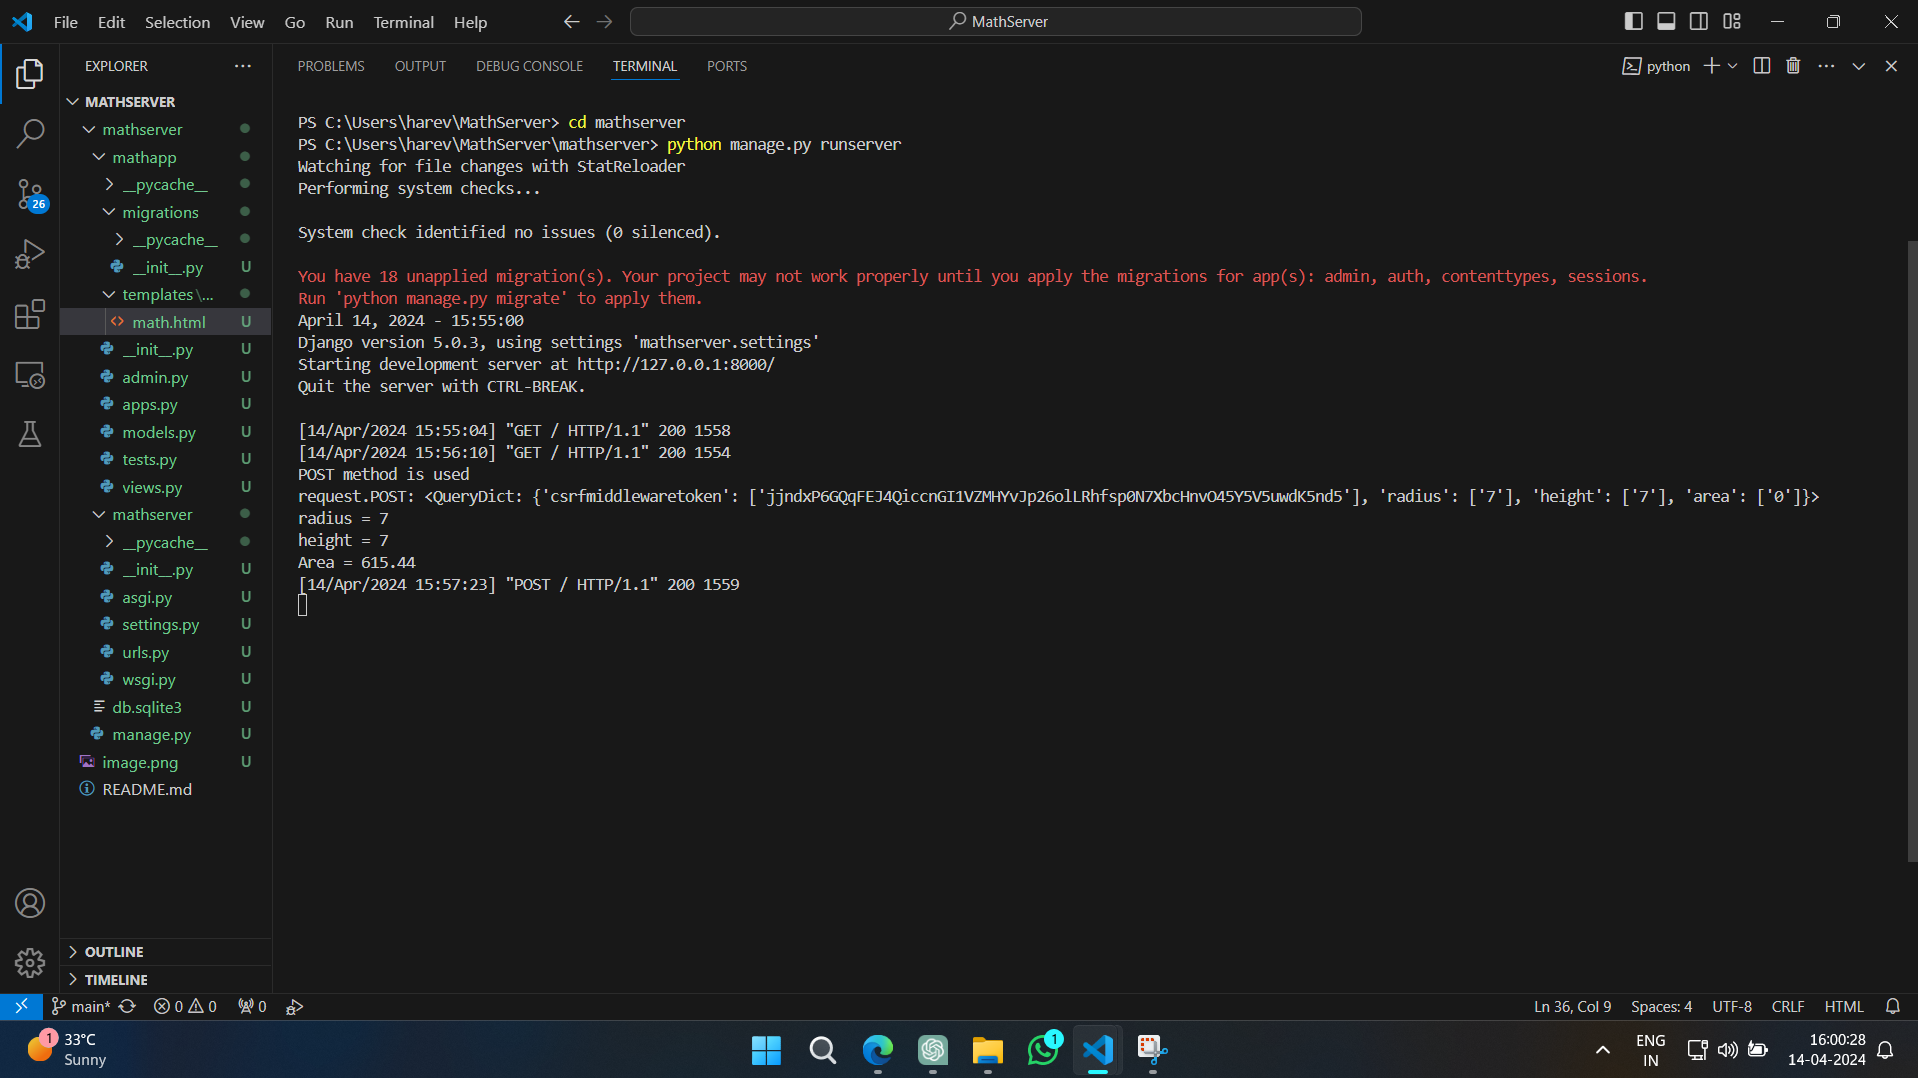 File Edit Selection View Go Run Terminal Help
MathServer
EXPLORER
MATHSERVER
mathserver
mathapp
__pycache__
migrations
__pycache__
__init__.py U
templates\...
math.html U
__init__.py U
admin.py U
apps.py U
models.py U
tests.py U
views.py U
mathserver
__pycache__
__init__.py U
asgi.py U
settings.py U
urls.py U
wsgi.py U
db.sqlite3 U
manage.py U
image.png U
README.md
OUTLINE
TIMELINE
26
PROBLEMS OUTPUT DEBUG CONSOLE TERMINAL PORTS
python
PS C:\Users\harev\MathServer> cd mathserver
PS C:\Users\harev\MathServer\mathserver> python manage.py runserver
Watching for file changes with StatReloader
Performing system checks...
System check identified no issues (0 silenced).
You have 18 unapplied migration(s). Your project may not work properly until you apply the migrations for app(s): admin, auth, contenttypes, sessions.
Run 'python manage.py migrate' to apply them.
April 14, 2024 - 15:55:00
Django version 5.0.3, using settings 'mathserver.settings'
Starting development server at http://127.0.0.1:8000/
Quit the server with CTRL-BREAK.
[14/Apr/2024 15:55:04] "GET / HTTP/1.1" 200 1558
[14/Apr/2024 15:56:10] "GET / HTTP/1.1" 200 1554
POST method is used
request.POST: <QueryDict: {'csrfmiddlewaretoken': ['jjndxP6GQqFEJ4QiccnGI1VZMHYvJp26olLRhfsp0N7XbcHnvO45Y5V5uwdK5nd5'], 'radius': ['7'], 'height': ['7'], 'area': ['0']}>
radius = 7
height = 7
Area = 615.44
[14/Apr/2024 15:57:23] "POST / HTTP/1.1" 200 1559
main* 0 0 0
Ln 36, Col 9 Spaces: 4 UTF-8 CRLF HTML
1
33°C
Sunny
1
ENG
IN
16:00:28
14-04-2024